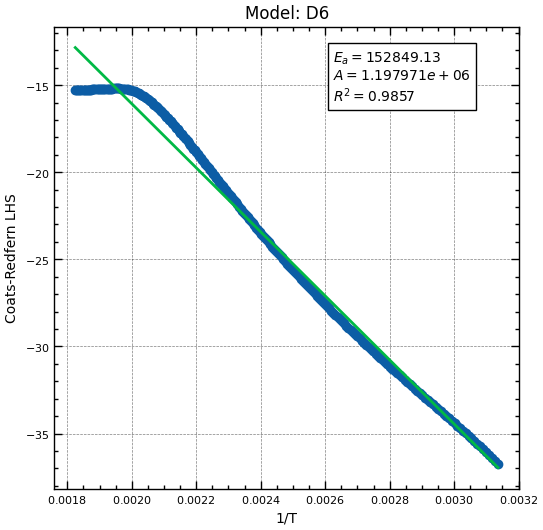 Model: D6
E_a = 152849.13
A = 1.197971e + 06
R^2 = 0.9857
−15
−20
−25
−30
−35
Coats-Redfern LHS
0.0018 0.0020 0.0022 0.0024 0.0026 0.0028 0.0030 0.0032
1/T